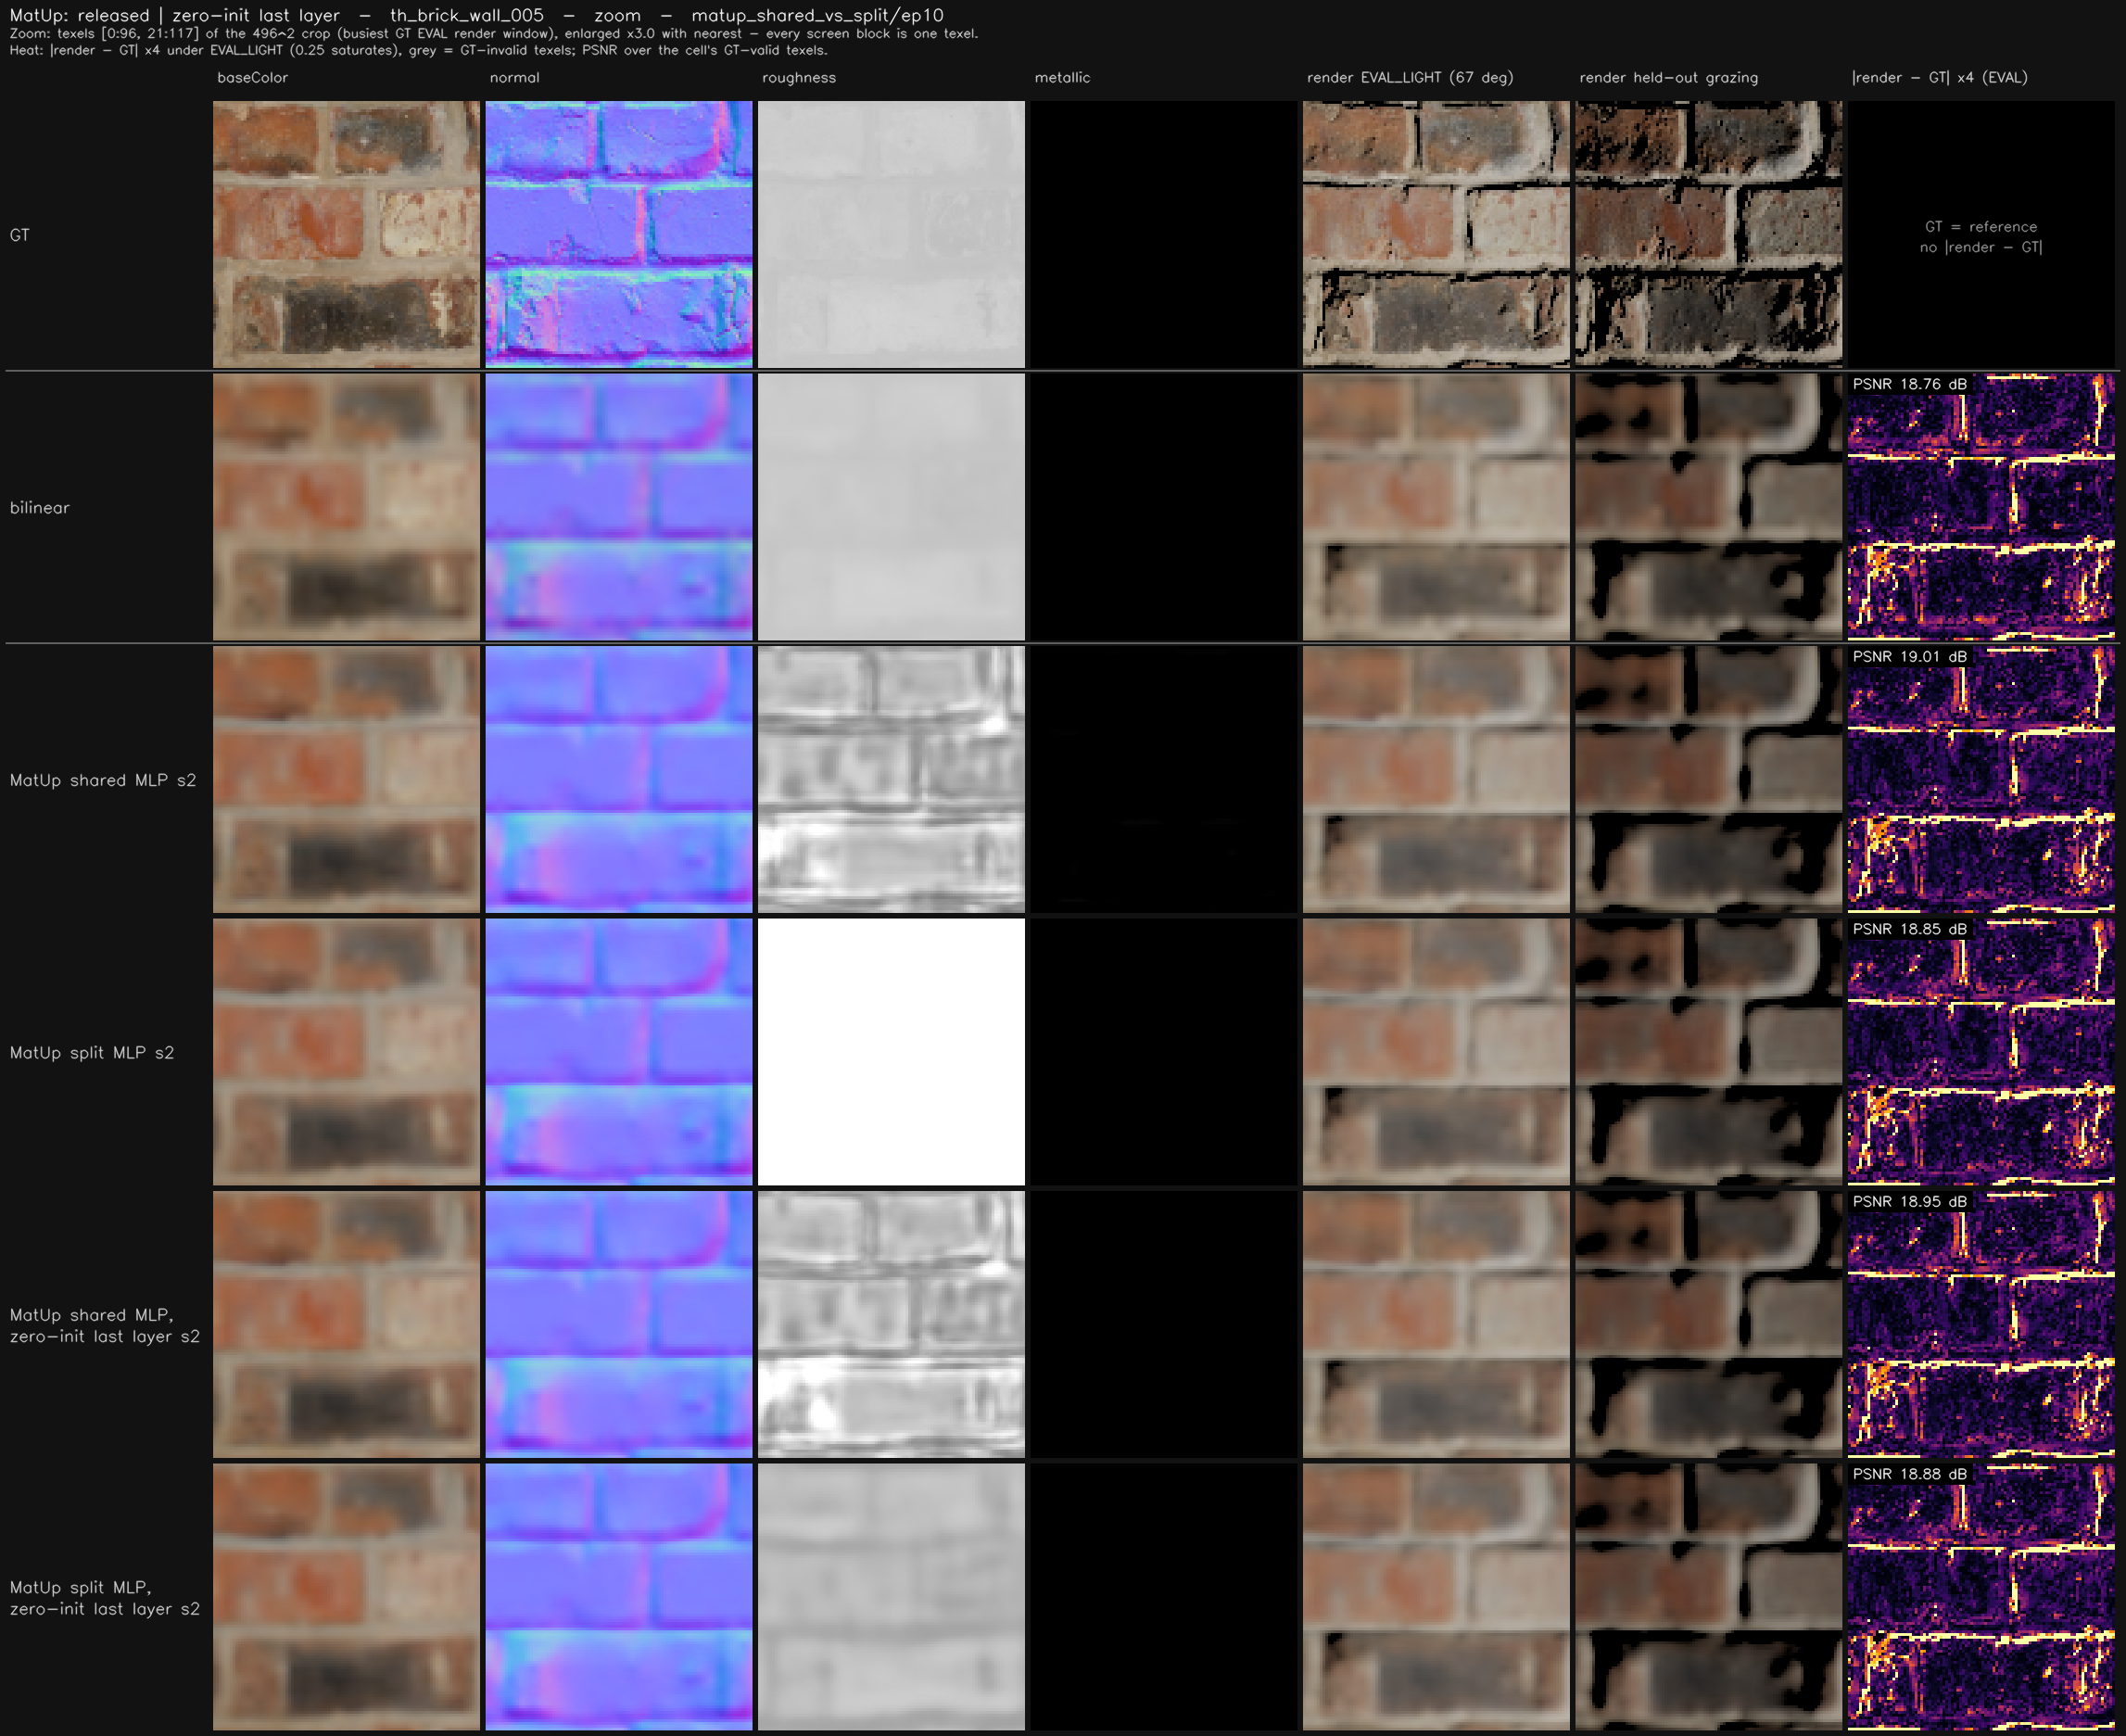 MatUp: released | zero-init last layer — th_brick_wall_005 — zoom — matup_shared_vs_split/ep10
Zoom: texels [0:96, 21:117] of the 496^2 crop (busiest GT EVAL render window), enlarged x3.0 with nearest — every screen block is one texel.
Heat: |render - GT| x4 under EVAL_LIGHT (0.25 saturates), grey = GT-invalid texels; PSNR over the cell's GT-valid texels.
baseColor normal roughness metallic render EVAL_LIGHT (67 deg) render held-out grazing |render - GT| x4 (EVAL)
GT
GT = reference
no |render - GT|
bilinear
PSNR 18.76 dB
MatUp shared MLP s2
PSNR 19.01 dB
MatUp split MLP s2
PSNR 18.85 dB
MatUp shared MLP,
zero-init last layer s2
PSNR 18.95 dB
MatUp split MLP,
zero-init last layer s2
PSNR 18.88 dB